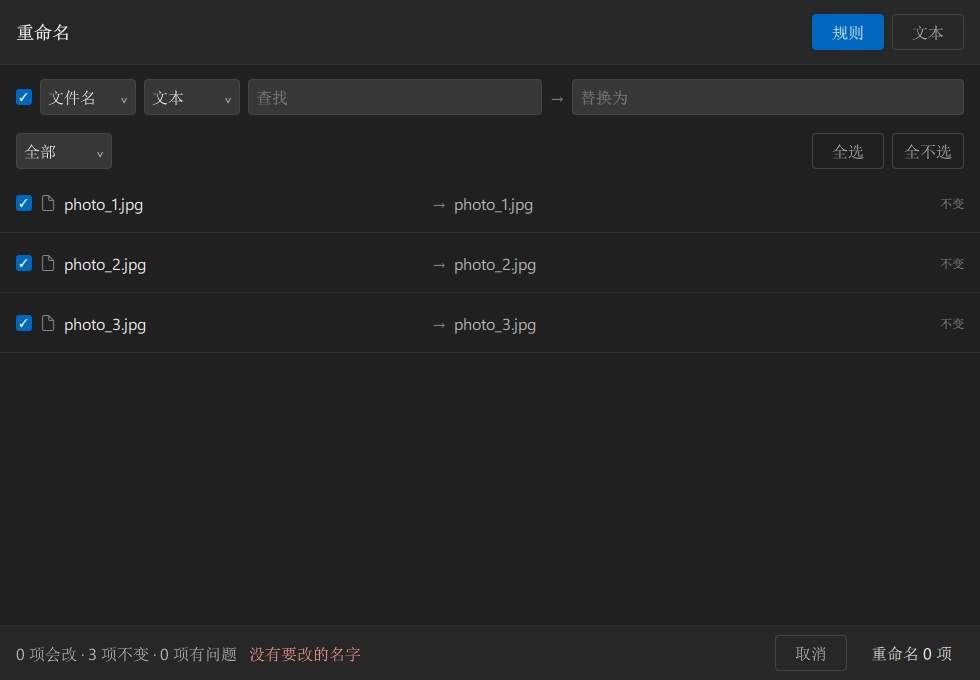 重命名 规则 文本
文件名 文本 查找 → 替换为
全部 全选 全不选
photo_1.jpg → photo_1.jpg 不变
photo_2.jpg → photo_2.jpg 不变
photo_3.jpg → photo_3.jpg 不变
0 项会改 · 3 项不变 · 0 项有问题 没有要改的名字 取消 重命名 0 项